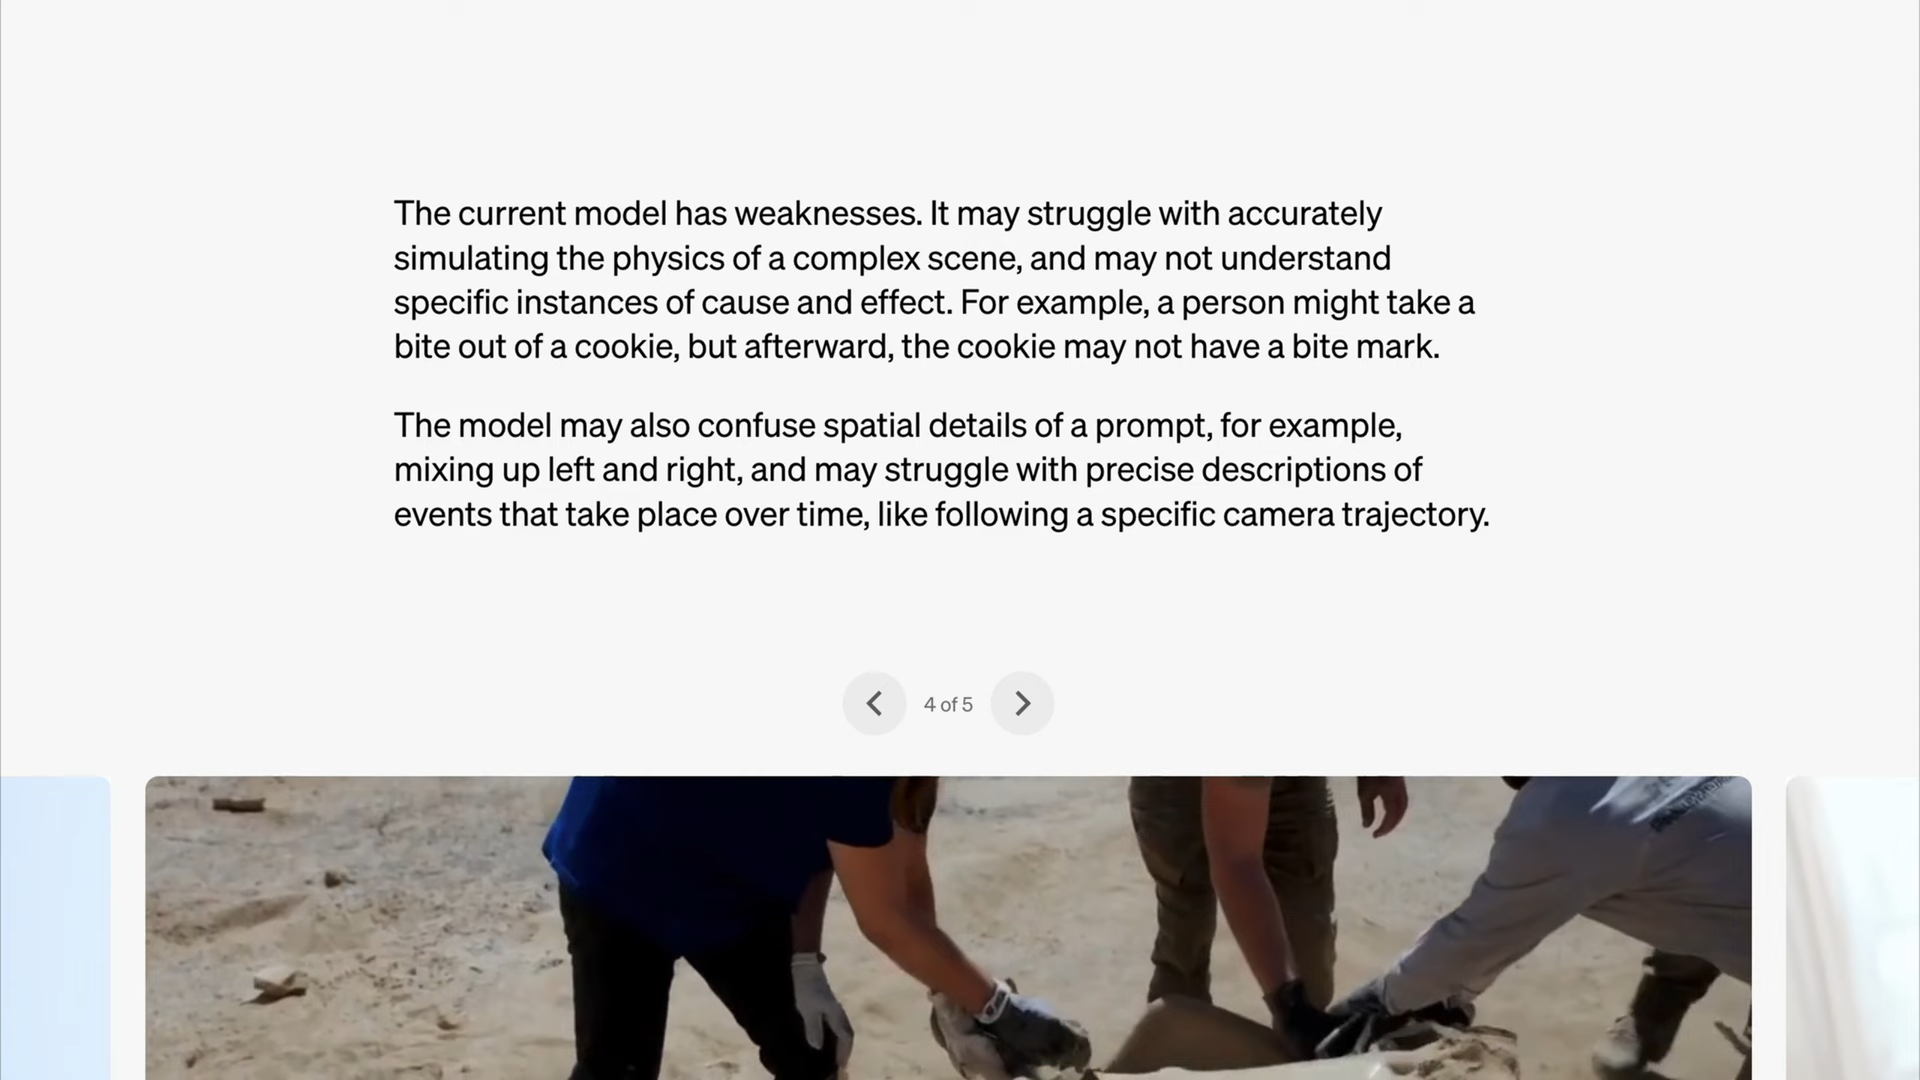 The current model has weaknesses. It may struggle with accurately
simulating the physics of a complex scene, and may not understand
specific instances of cause and effect. For example, a person might take a
bite out of a cookie, but afterward, the cookie may not have a bite mark.
The model may also confuse spatial details of a prompt, for example,
mixing up left and right, and may struggle with precise descriptions of
events that take place over time, like following a specific camera trajectory.
4 of 5